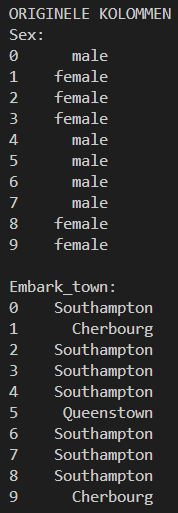 ORIGINELE KOLOMMEN
Sex:
0 male
1 female
2 female
3 female
4 male
5 male
6 male
7 male
8 female
9 female
Embark_town:
0 Southampton
1 Cherbourg
2 Southampton
3 Southampton
4 Southampton
5 Queenstown
6 Southampton
7 Southampton
8 Southampton
9 Cherbourg